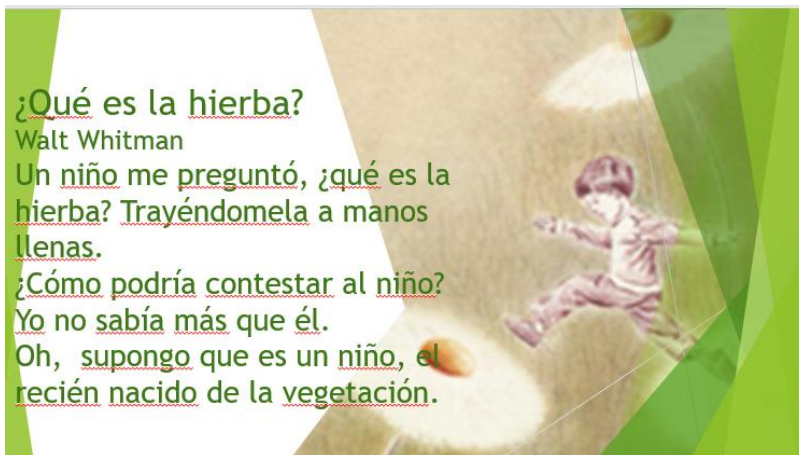 ¿Qué es la hierba?
Walt Whitman
Un niño me preguntó, ¿qué es la
hierba? Trayéndomela a manos
llenas.
¿Cómo podría contestar al niño?
Yo no sabía más que él.
Oh,  supongo que es un niño, el
recién nacido de la vegetación.